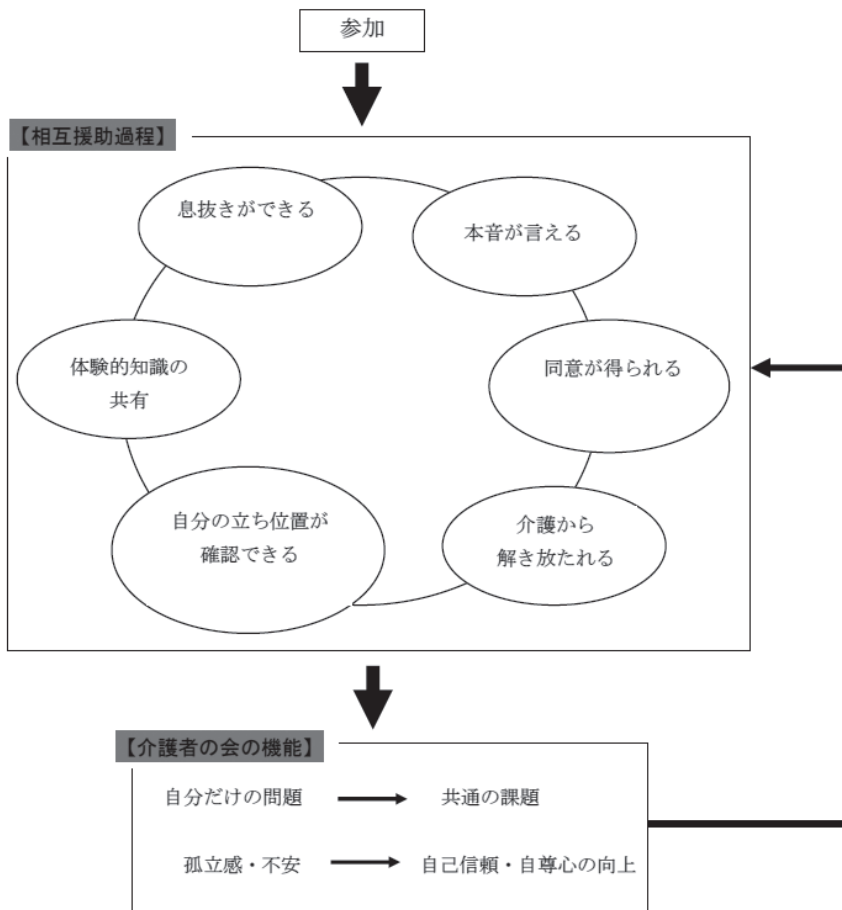 参加
【相互援助過程】
息抜きができる
本音が言える
体験的知識の
共有
同意が得られる
自分の立ち位置が
確認できる
介護から
解き放たれる
【介護者の会の機能】
自分だけの問題
共通の課題
孤立感・不安
自己信頼・自尊心の向上